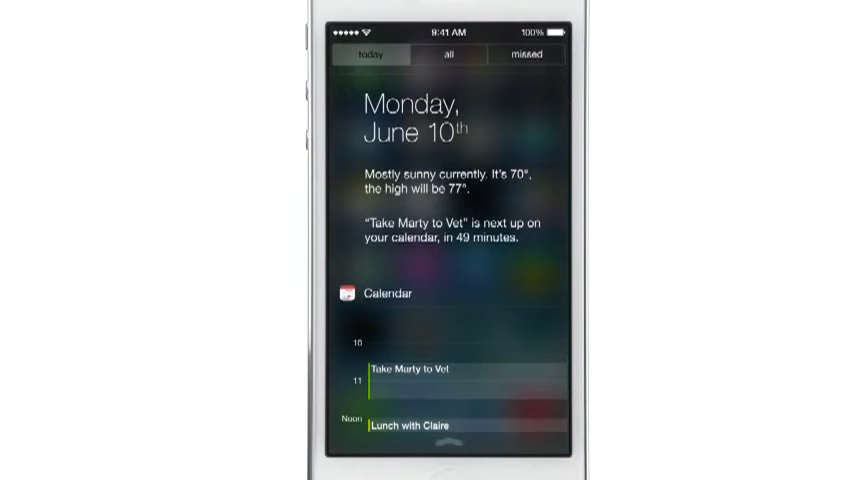 9:41 AM 100%
today all missed
Monday,
June 10th
Mostly sunny currently. It's 70°,
the high will be 77°.
"Take Marty to Vet" is next up on
your calendar, in 49 minutes.
Calendar
10
Take Marty to Vet
11
Noon
Lunch with Claire